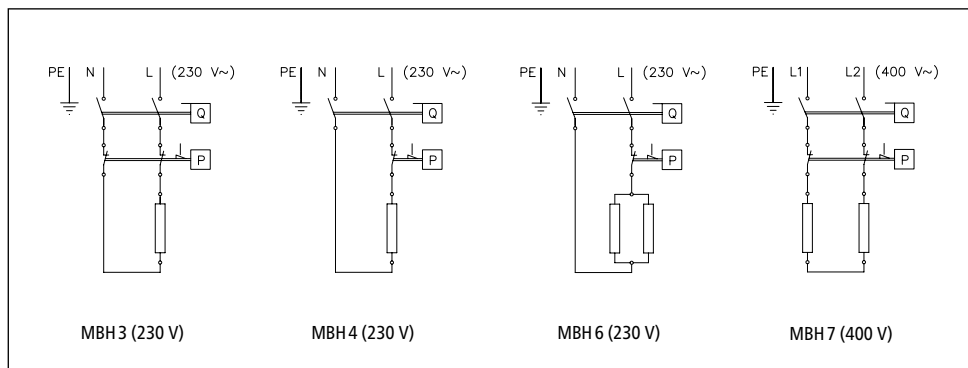 PE N L (230 V~)
Q
P
MBH 3 (230 V)
PE N L (230 V~)
Q
P
MBH 4 (230 V)
PE N L (230 V~)
Q
P
MBH 6 (230 V)
PE L1 L2 (400 V~)
Q
P
MBH 7 (400 V)